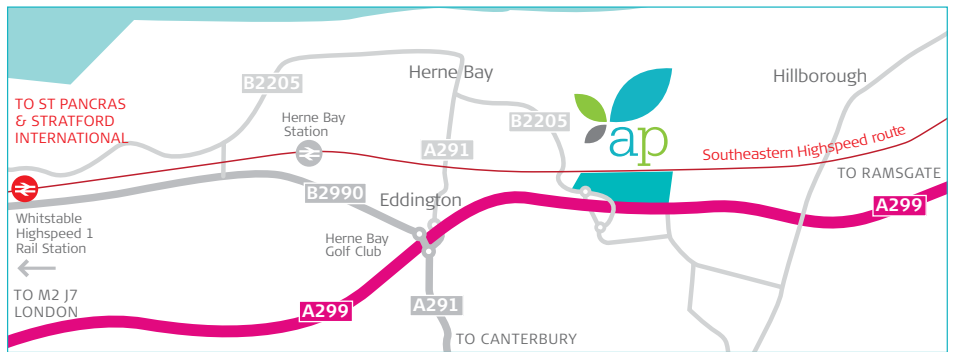 Herne Bay
Hillborough
B2205
TO ST PANCRAS
& STRATFORD
INTERNATIONAL
Herne Bay
Station
B2205
ap
A291
Southeastern Highspeed route
TO RAMSGATE
B2990
Eddington
A299
Whitstable
Highspeed 1
Rail Station
Herne Bay
Golf Club
TO M2 J7
LONDON
A299
A291
TO CANTERBURY